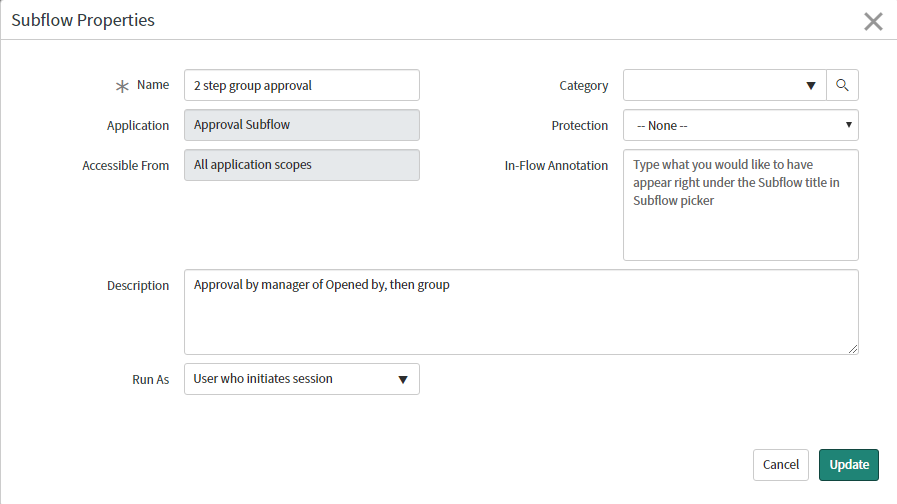 Subflow Properties
Name 2 step group approval
Category
Application Approval Subflow
Protection -- None --
Accessible From All application scopes
In-Flow Annotation Type what you would like to have
appear right under the Subflow title in
Subflow picker
Description Approval by manager of Opened by, then group
Run As User who initiates session
Cancel Update